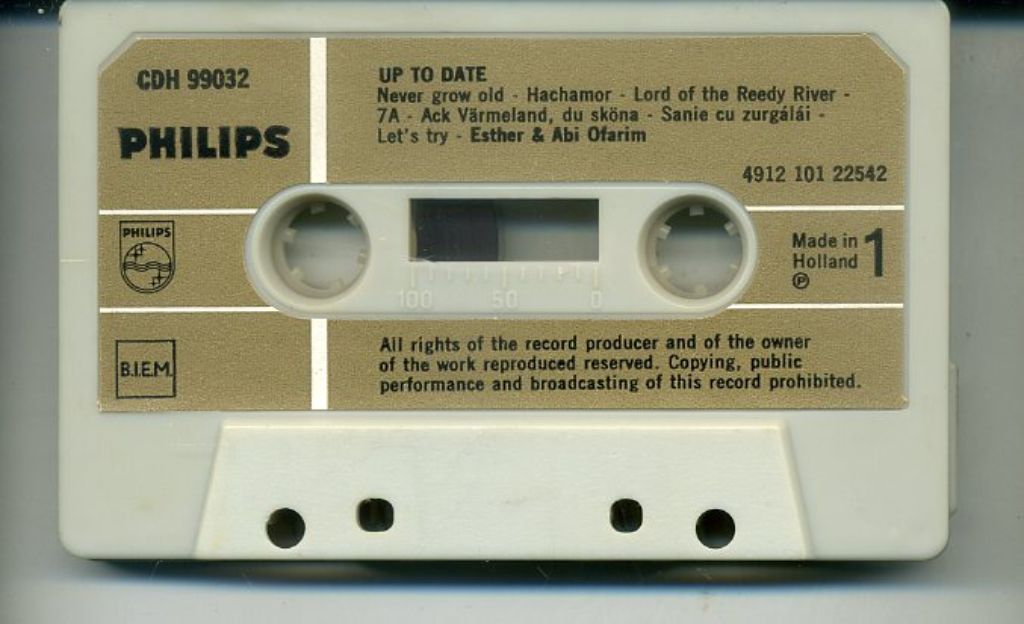 CDH 99032
PHILIPS
UP TO DATE
Never grow old - Hachamor - Lord of the Reedy River -
7A - Ack Värmeland, du sköna - Sanie cu zurgálái -
Let's try - Esther & Abi Ofarim
4912 101 22542
PHILIPS
Made in
Holland
℗
1
100 50 0
B.I.E.M.
All rights of the record producer and of the owner
of the work reproduced reserved. Copying, public
performance and broadcasting of this record prohibited.